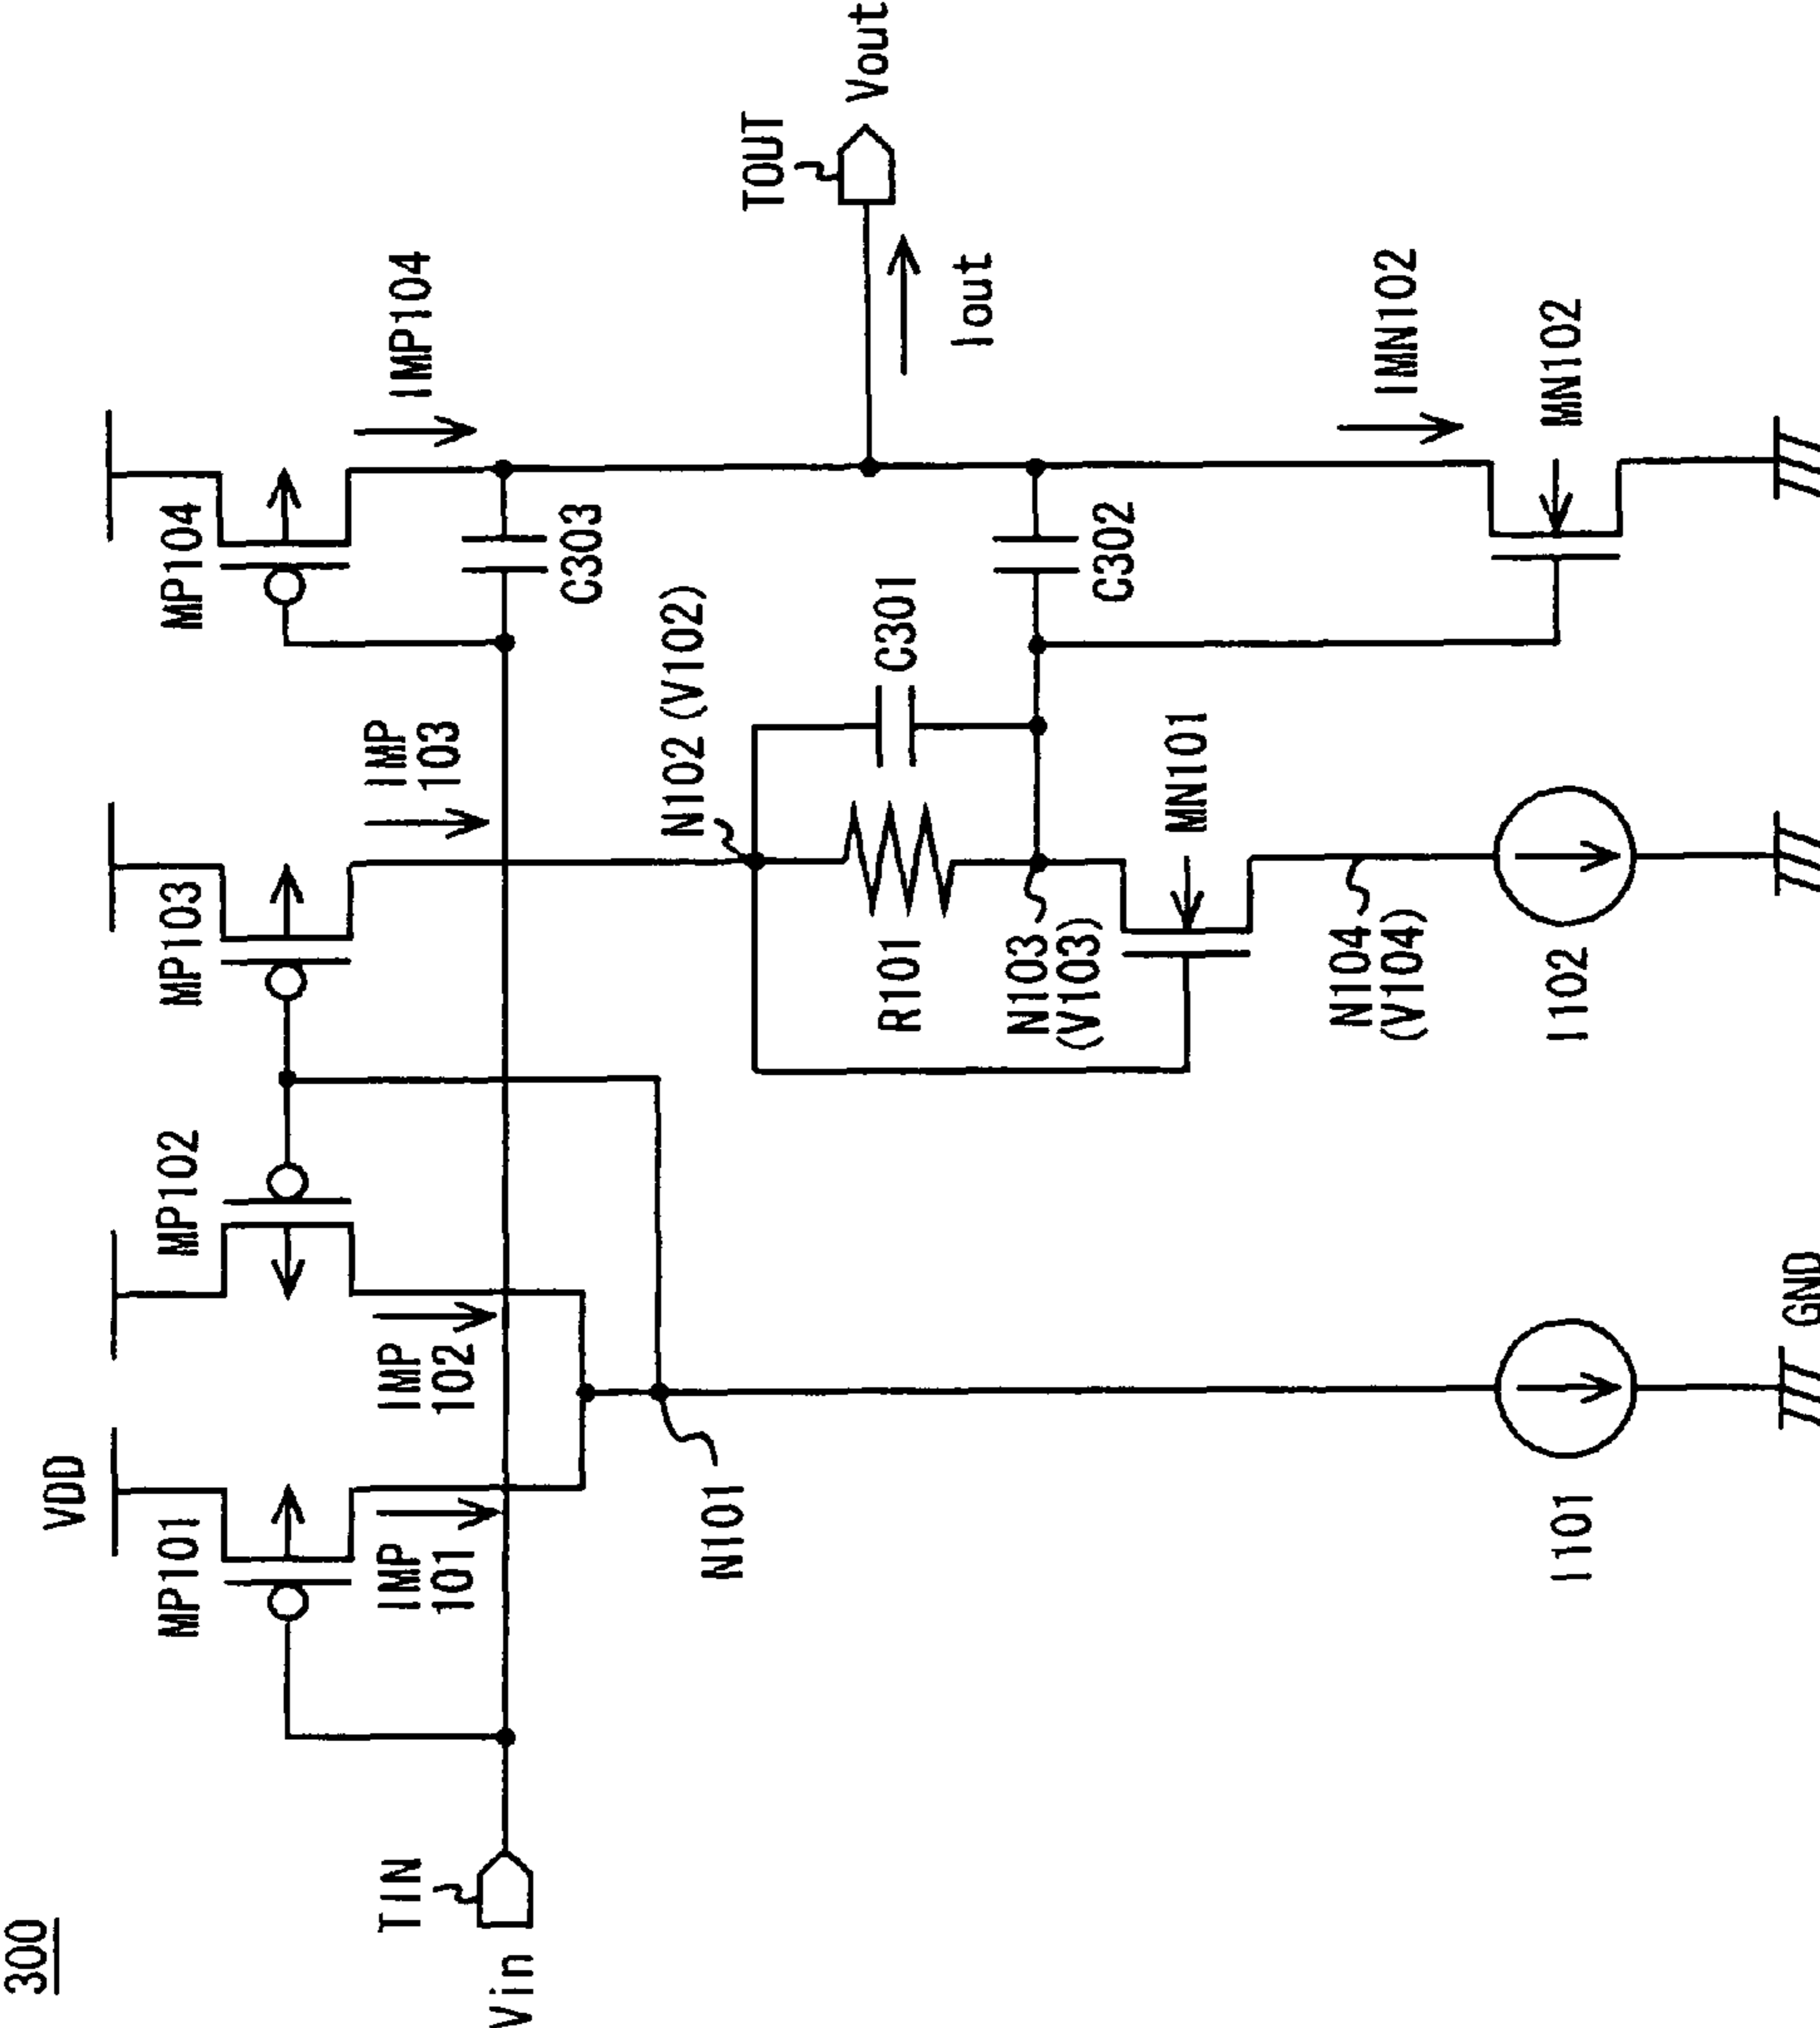 300
VDD
MP101
MP102
MP103
MP104
IMP
101
IMP
102
IMP
103
IMP104
TIN
Vin
C303
N101
N102 (V102)
TOUT
Vout
R101
C301
Iout
N103
(V103)
C302
MN101
N104
(V104)
IMN102
I101
I102
MN102
GND